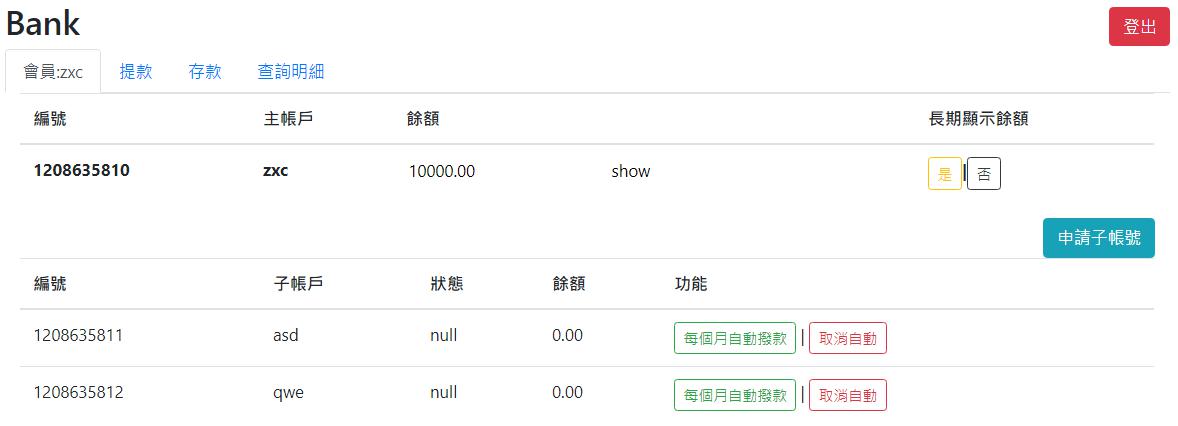 Bank
登出
會員:zxc 提款 存款 查詢明細
編號 主帳戶 餘額 長期顯示餘額
1208635810 zxc 10000.00 show 是|否
申請子帳號
編號 子帳戶 狀態 餘額 功能
1208635811 asd null 0.00 每個月自動撥款 | 取消自動
1208635812 qwe null 0.00 每個月自動撥款 | 取消自動